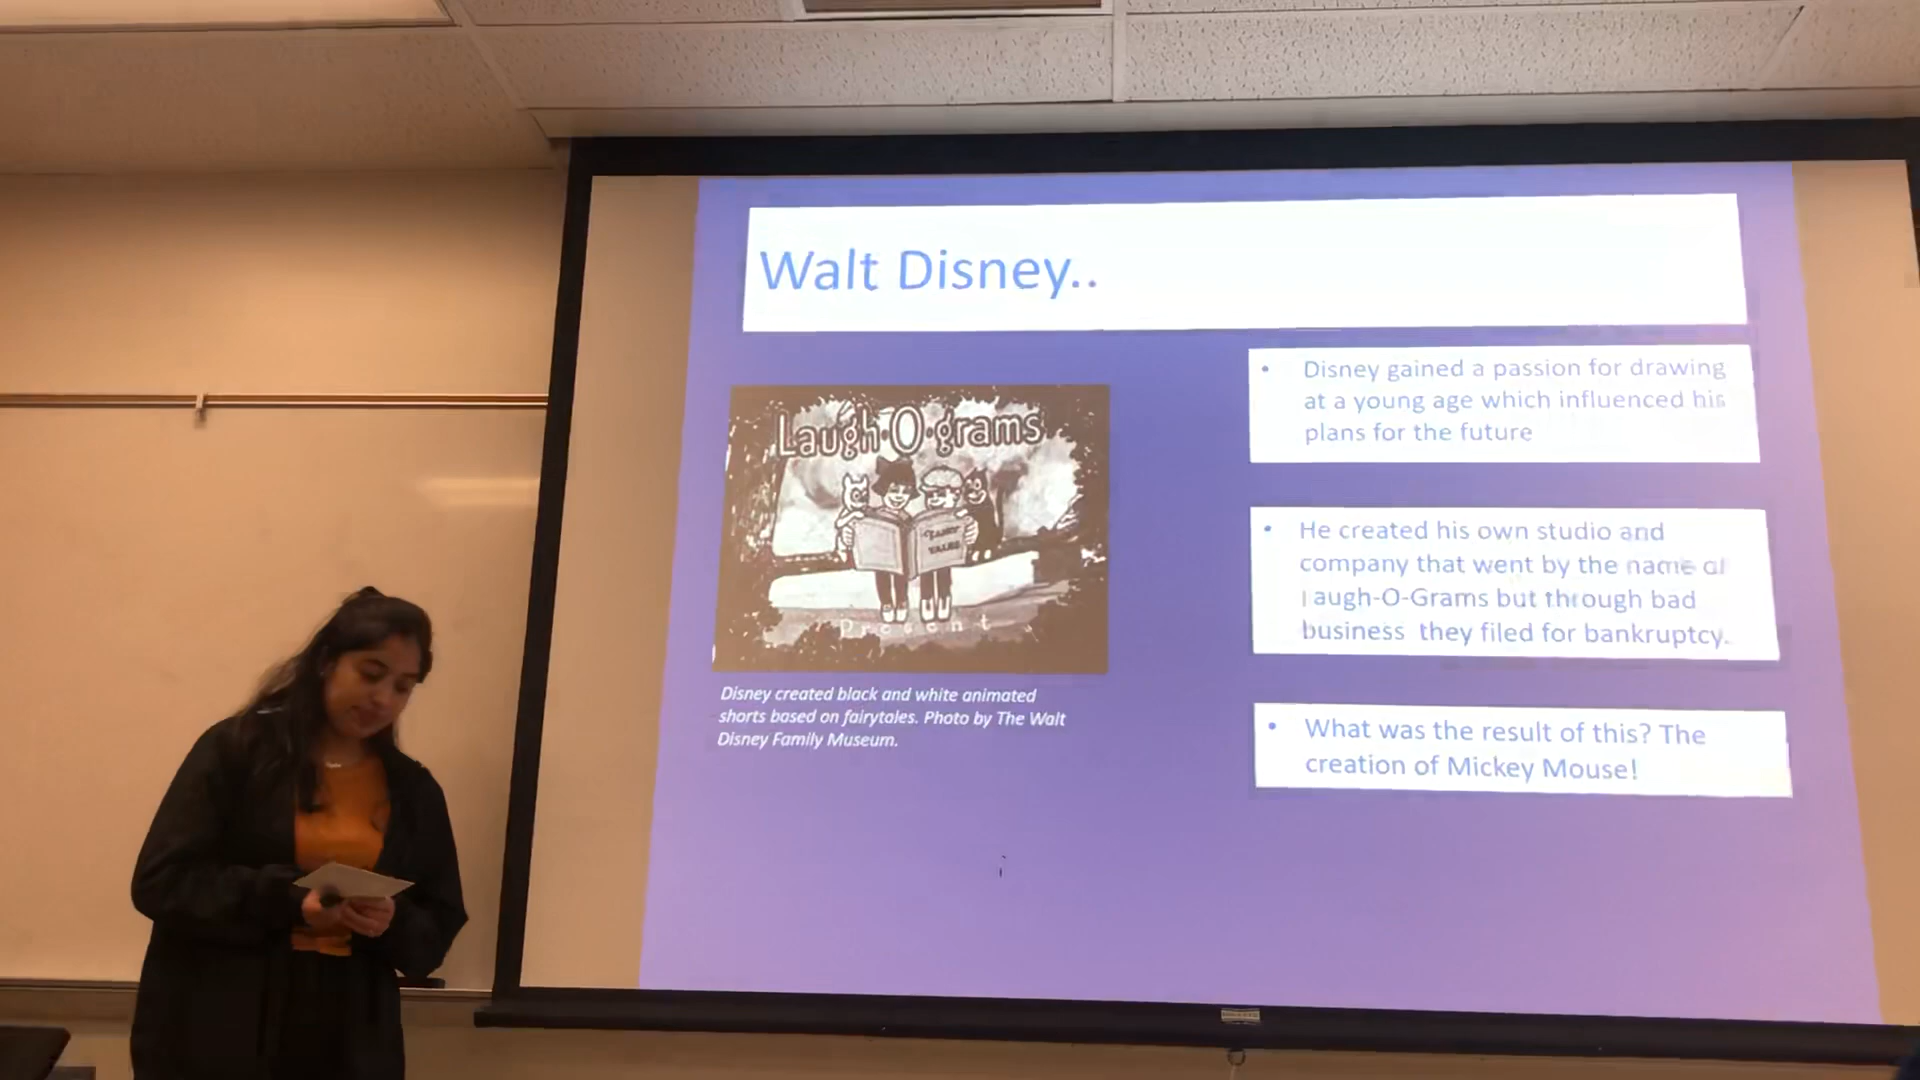 Walt Disney..
Laugh-O-grams
FAIRY
TALES
Present
Disney created black and white animated
shorts based on fairytales. Photo by The Walt
Disney Family Museum.
• Disney gained a passion for drawing
at a young age which influenced his
plans for the future
• He created his own studio and
company that went by the name of
Laugh-O-Grams but through bad
business they filed for bankruptcy.
• What was the result of this? The
creation of Mickey Mouse!